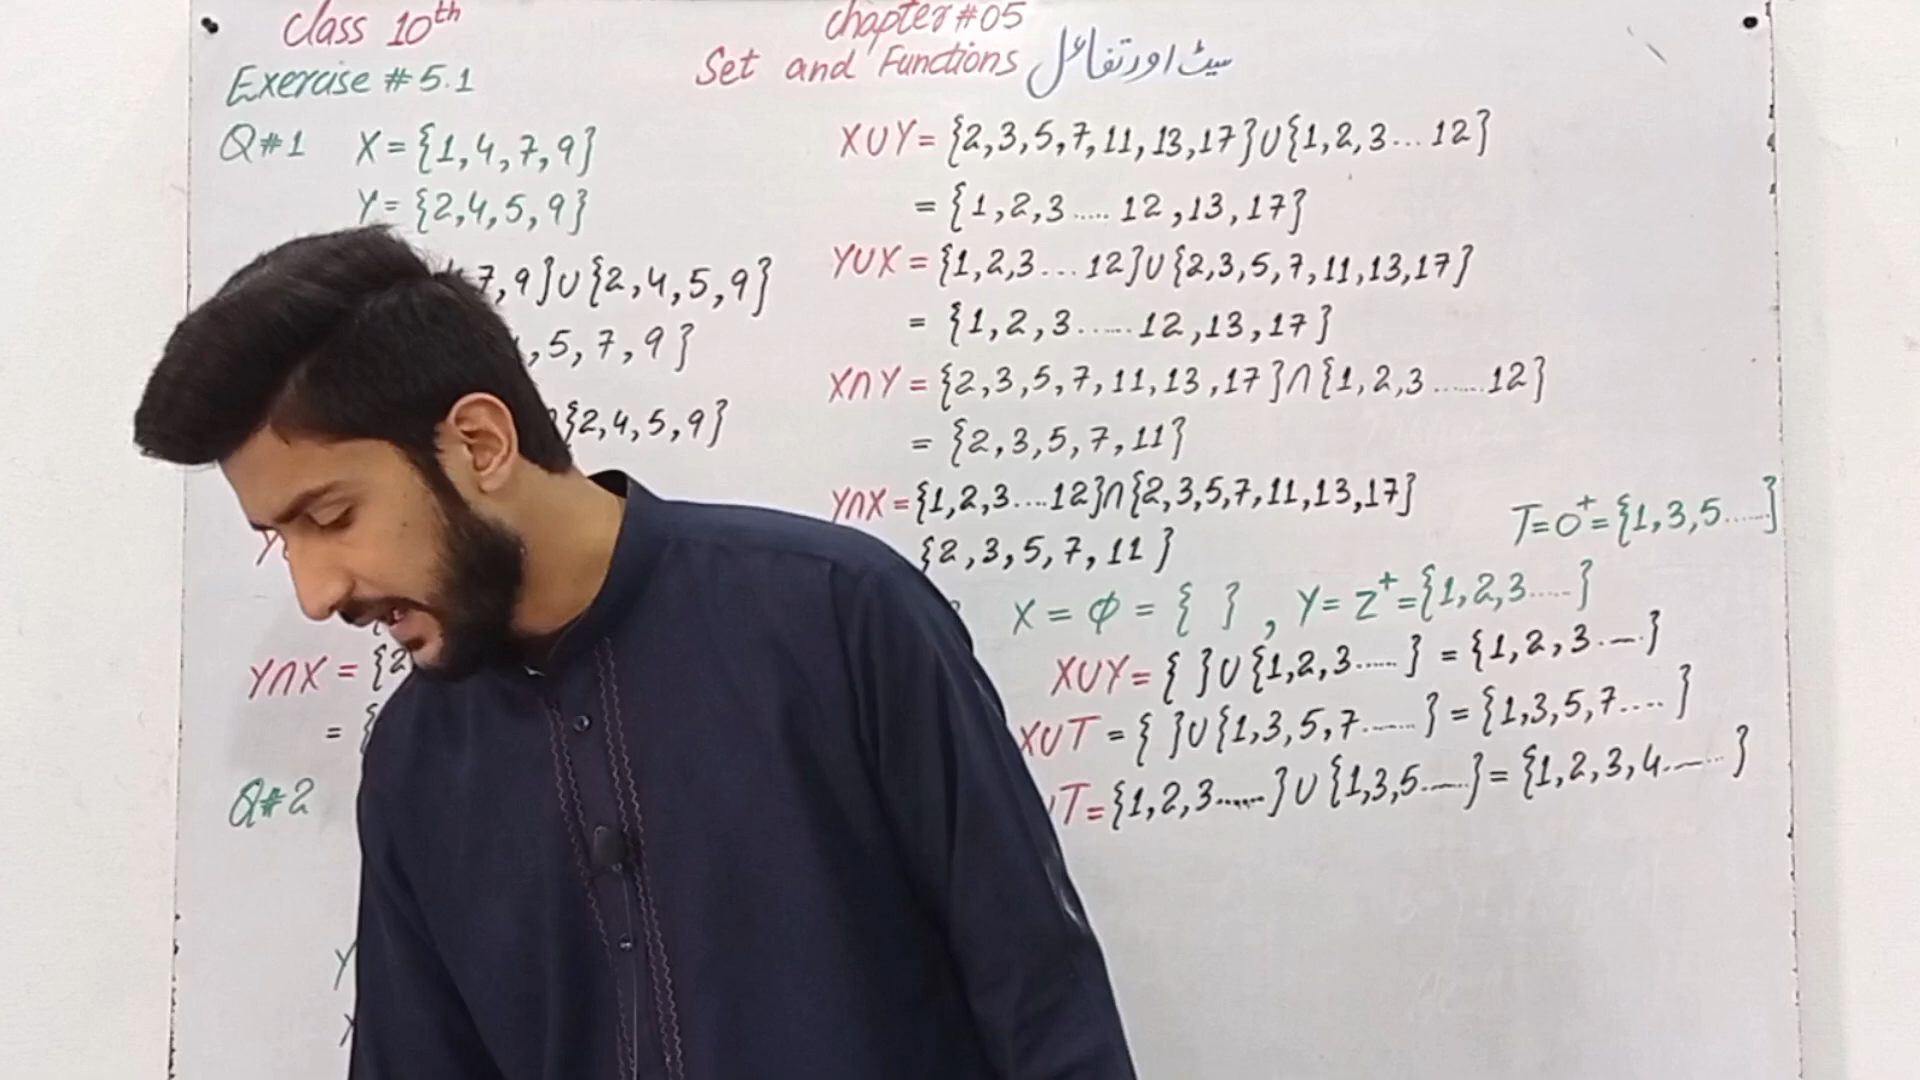 Class 10th
Chapter #05
Exercise #5.1
Set and Functions سیٹ اور تفاعل
Q#1 X = {1,4,7,9}
Y = {2,4,5,9}
7,9}∪{2,4,5,9}
,5,7,9}
{2,4,5,9}
Y
Y∩X = {2
= {
Q#2
Y
X
X∪Y = {2,3,5,7,11,13,17}∪{1,2,3...12}
= {1,2,3.....12,13,17}
Y∪X = {1,2,3...12}∪{2,3,5,7,11,13,17}
= {1,2,3......12,13,17}
X∩Y = {2,3,5,7,11,13,17}∩{1,2,3......12}
= {2,3,5,7,11}
Y∩X = {1,2,3....12}∩{2,3,5,7,11,13,17}
{2,3,5,7,11}
T=O⁺={1,3,5......}
X = ϕ = { }, Y = Z⁺={1,2,3.....}
X∪Y = { }∪{1,2,3......} = {1,2,3.—}
X∪T = { }∪{1,3,5,7.......} = {1,3,5,7....}
T={1,2,3......}∪{1,3,5.....} = {1,2,3,4......}